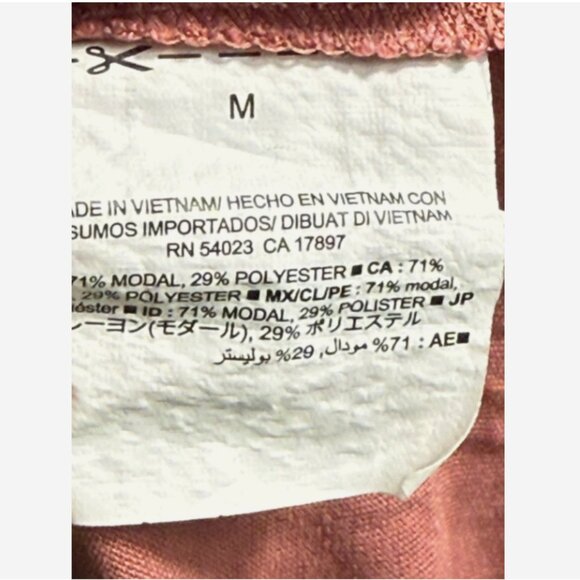 M
ADE IN VIETNAM/ HECHO EN VIETNAM CON
SUMOS IMPORTADOS/ DIBUAT DI VIETNAM
RN 54023 CA 17897
71% MODAL, 29% POLYESTER ■ CA : 71%
, 29% POLYESTER ■ MX/CL/PE : 71% modal,
iéster ■ ID : 71% MODAL, 29% POLISTER ■ JP
レーヨン(モダール), 29% ポリエステル
■AE : 71% مودال, 29% بوليستر